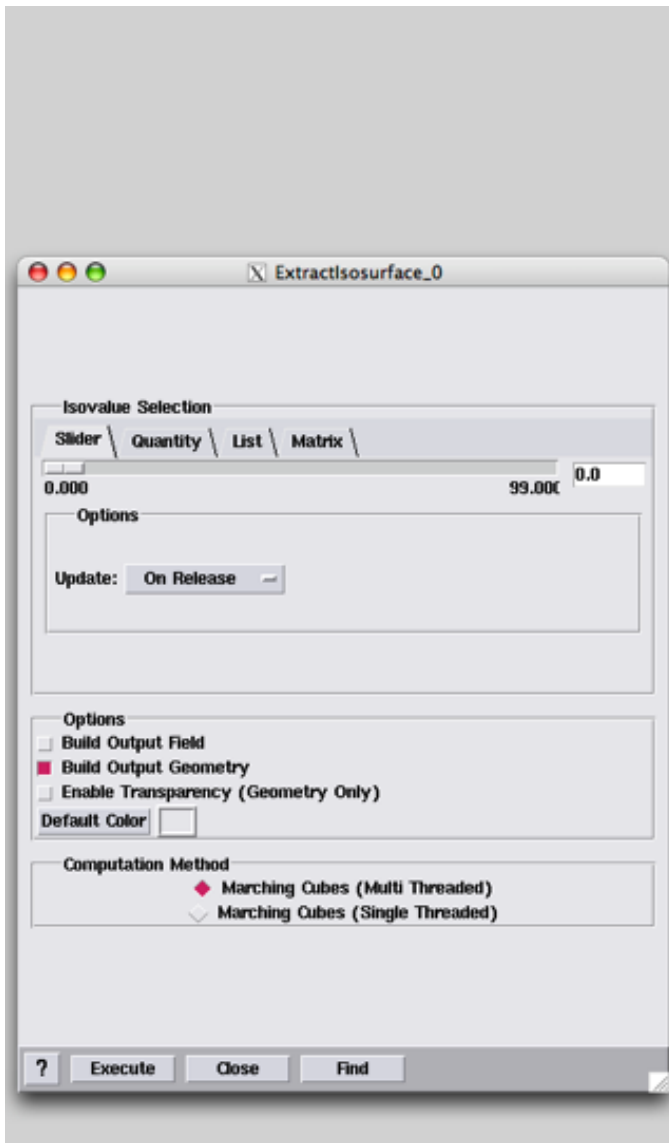 ExtractIsosurface_0
Isovalue Selection
Slider Quantity List Matrix
0.0
0.000 99.00(
Options
Update: On Release
Options
Build Output Field
Build Output Geometry
Enable Transparency (Geometry Only)
Default Color
Computation Method
Marching Cubes (Multi Threaded)
Marching Cubes (Single Threaded)
? Execute Close Find